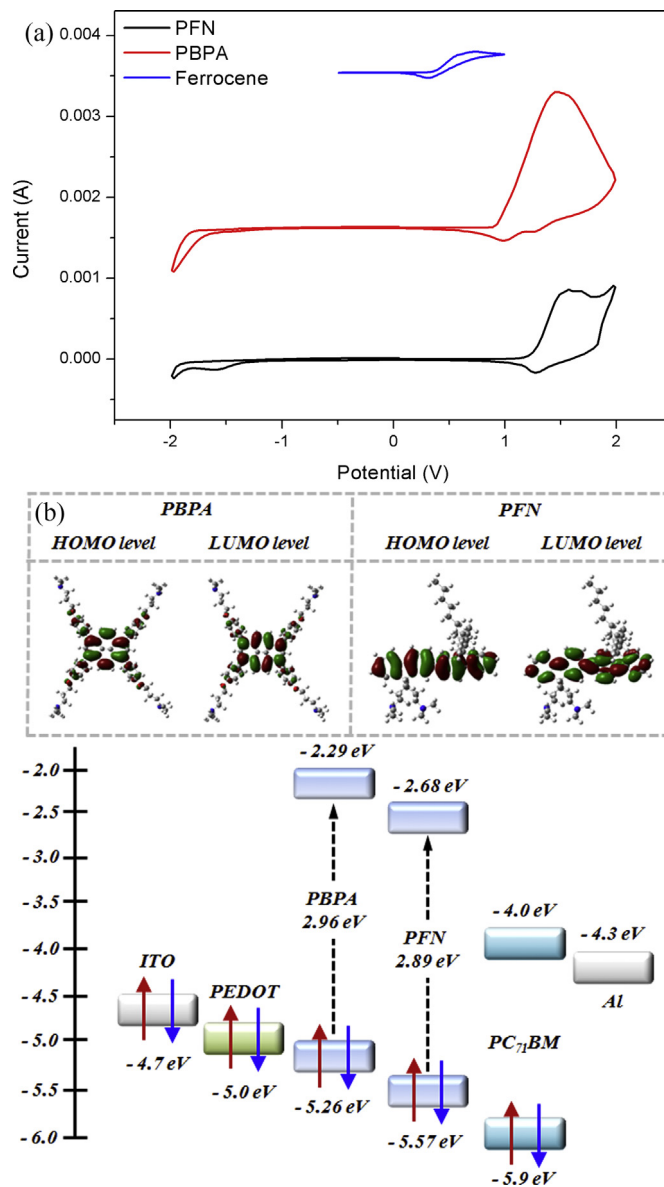 (a)
PFN
PBPA
Ferrocene
0.004
0.003
0.002
0.001
0.000
Current (A)
-2
-1
0
1
2
Potential (V)
(b)
PBPA
PFN
HOMO level
LUMO level
HOMO level
LUMO level
- 2.0
- 2.5
- 3.0
- 3.5
- 4.0
- 4.5
- 5.0
- 5.5
- 6.0
- 2.29 eV
- 2.68 eV
PBPA
2.96 eV
PFN
2.89 eV
- 4.0 eV
- 4.3 eV
Al
ITO
PEDOT
PC71BM
- 4.7 eV
- 5.0 eV
- 5.26 eV
- 5.57 eV
- 5.9 eV